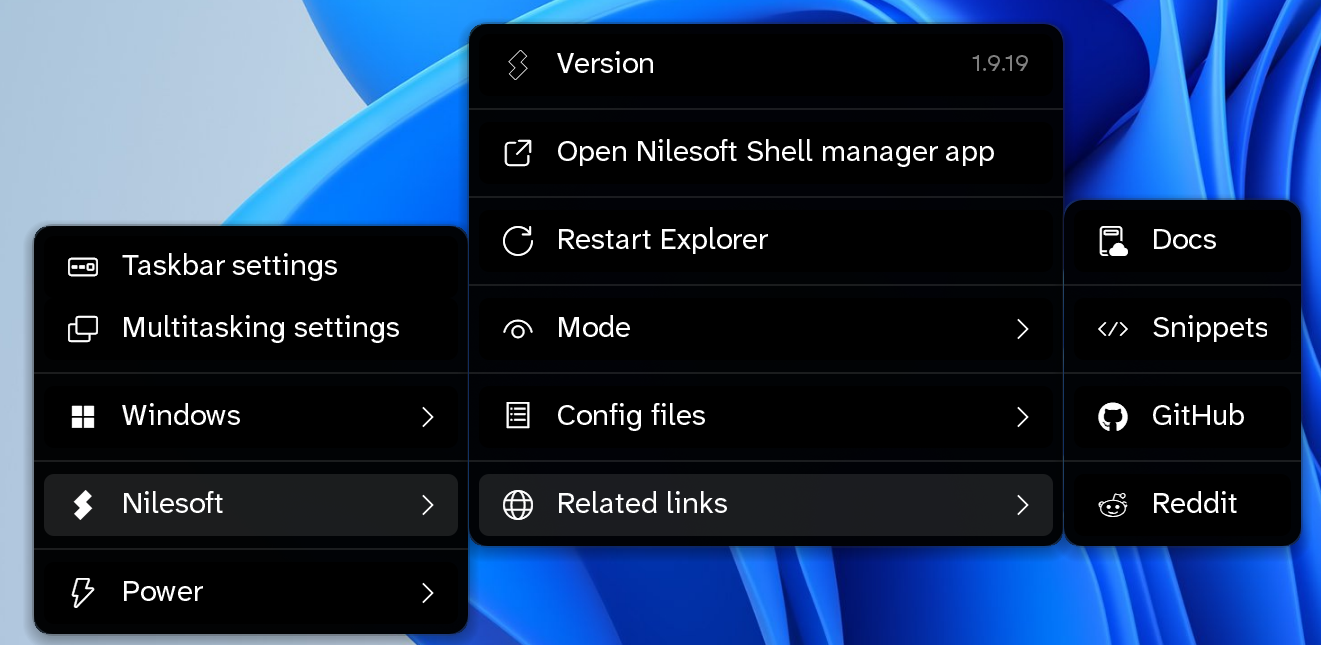 Taskbar settings
Multitasking settings
Windows
Nilesoft
Power
Version 1.9.19
Open Nilesoft Shell manager app
Restart Explorer
Mode
Config files
Related links
Docs
Snippets
GitHub
Reddit